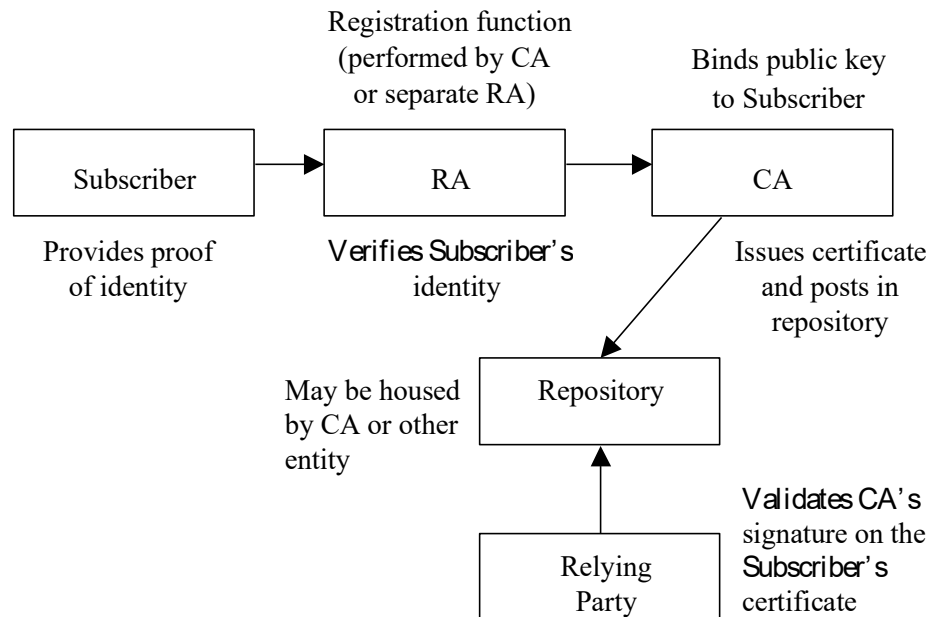 Registration function
(performed by CA
or separate RA)
Binds public key
to Subscriber
Subscriber
RA
CA
Provides proof
of identity
Verifies Subscriber's
identity
Issues certificate
and posts in
repository
May be housed
by CA or other
entity
Repository
Relying
Party
Validates CA's
signature on the
Subscriber's
certificate